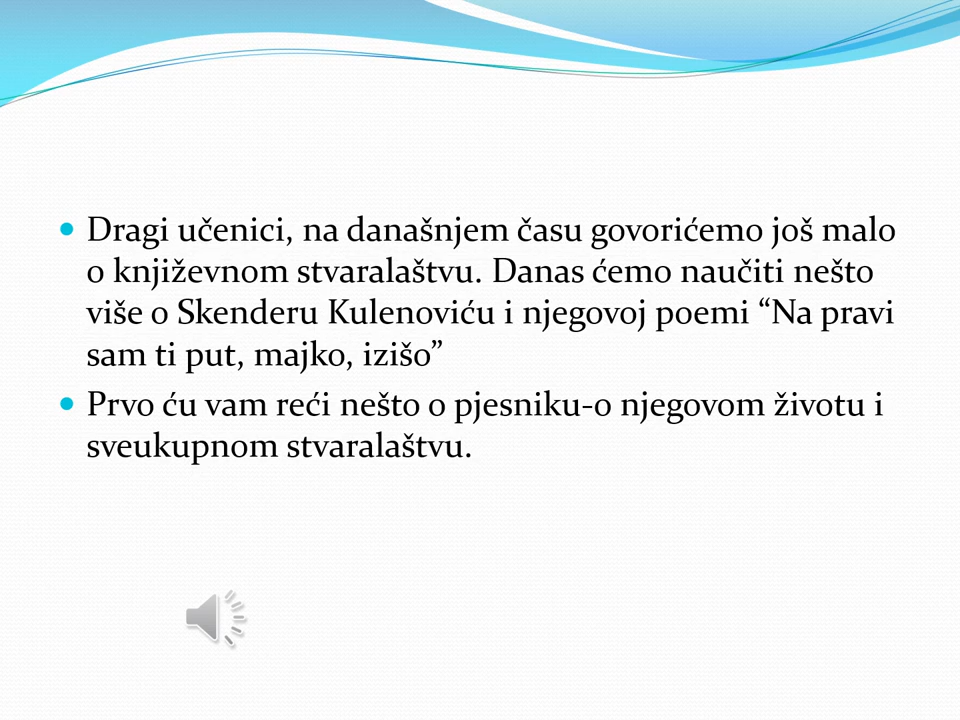 Dragi učenici, na današnjem času govorićemo još malo
o književnom stvaralaštvu. Danas ćemo naučiti nešto
više o Skenderu Kulenoviću i njegovoj poemi “Na pravi
sam ti put, majko, izišo”
Prvo ću vam reći nešto o pjesniku-o njegovom životu i
sveukupnom stvaralaštvu.